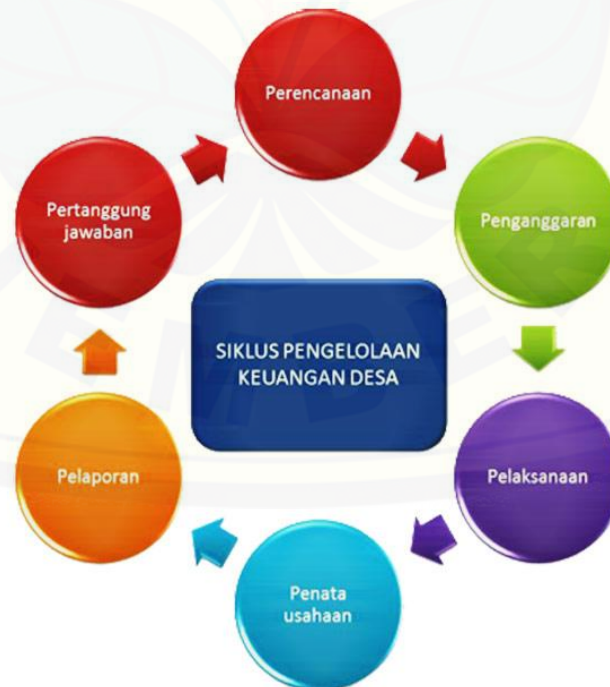 Perencanaan
Penganggaran
Pelaksanaan
Penata
usahaan
Pelaporan
Pertanggung
jawaban
SIKLUS PENGELOLAAN
KEUANGAN DESA